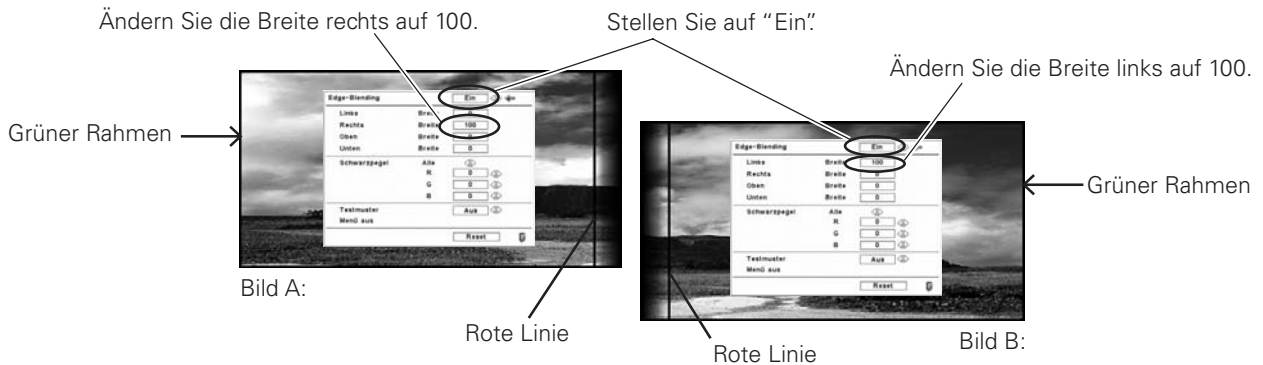 Ändern Sie die Breite rechts auf 100.
Stellen Sie auf “Ein”.
Ändern Sie die Breite links auf 100.
Grüner Rahmen
Edge-Blending Ein
Links Breite 0
Rechts Breite 100
Oben Breite 0
Unten Breite 0
Schwarzpegel Alle
R 0
G 0
B 0
Testmuster Aus
Menü aus
Reset
Bild A:
Rote Linie
Edge-Blending Ein
Links Breite 100
Rechts Breite 0
Oben Breite 0
Unten Breite 0
Schwarzpegel Alle
R 0
G 0
B 0
Testmuster Aus
Menü aus
Reset
Grüner Rahmen
Bild B:
Rote Linie